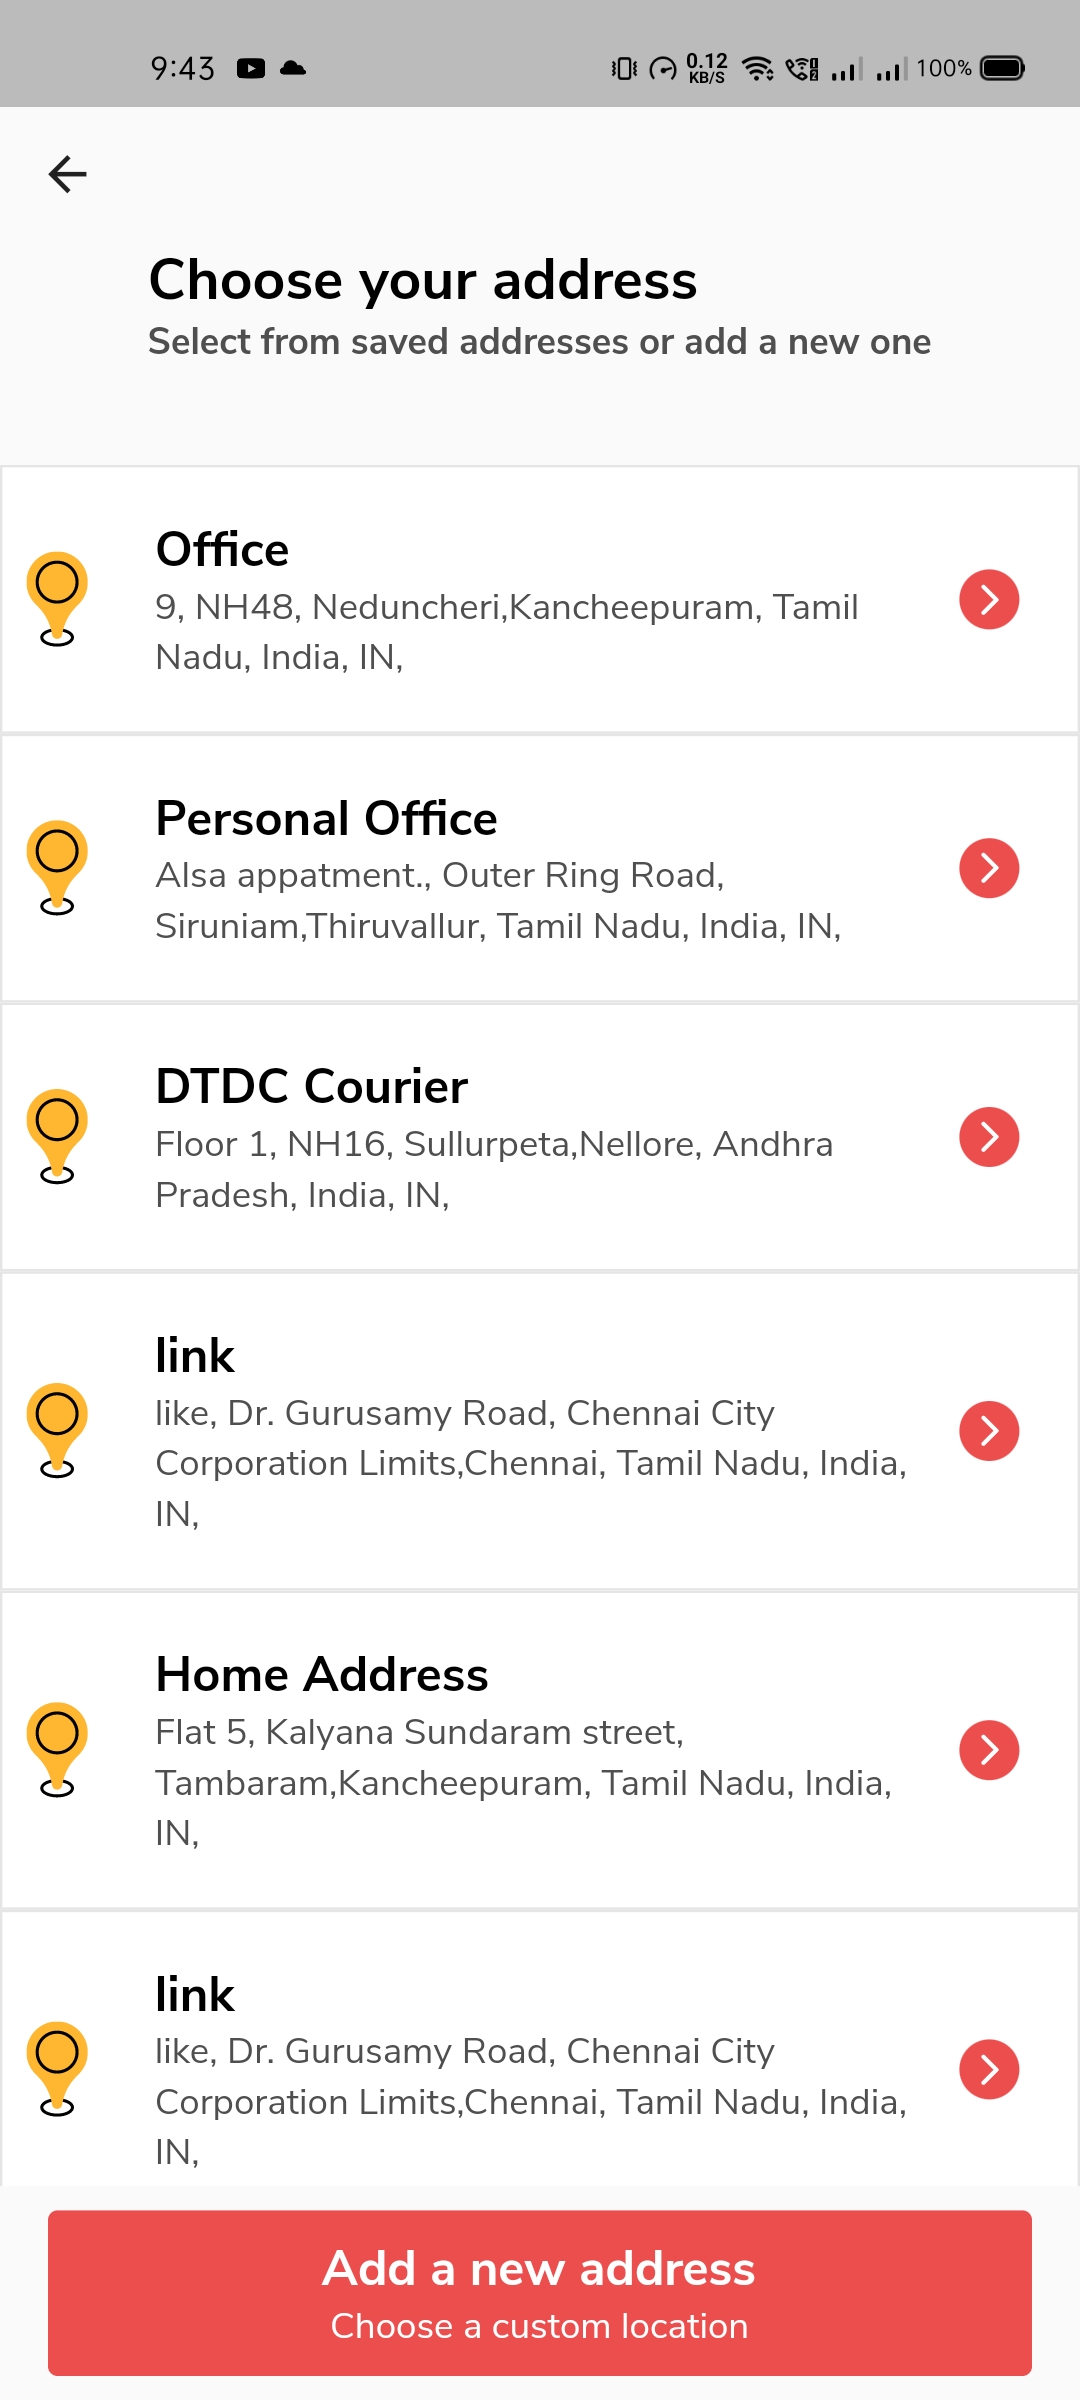 9:43
0.12
KB/S
100%
Choose your address
Select from saved addresses or add a new one
Office
9, NH48, Neduncheri,Kancheepuram, Tamil
Nadu, India, IN,
Personal Office
Alsa appatment., Outer Ring Road,
Siruniam,Thiruvallur, Tamil Nadu, India, IN,
DTDC Courier
Floor 1, NH16, Sullurpeta,Nellore, Andhra
Pradesh, India, IN,
link
like, Dr. Gurusamy Road, Chennai City
Corporation Limits,Chennai, Tamil Nadu, India,
IN,
Home Address
Flat 5, Kalyana Sundaram street,
Tambaram,Kancheepuram, Tamil Nadu, India,
IN,
link
like, Dr. Gurusamy Road, Chennai City
Corporation Limits,Chennai, Tamil Nadu, India,
IN,
Add a new address
Choose a custom location